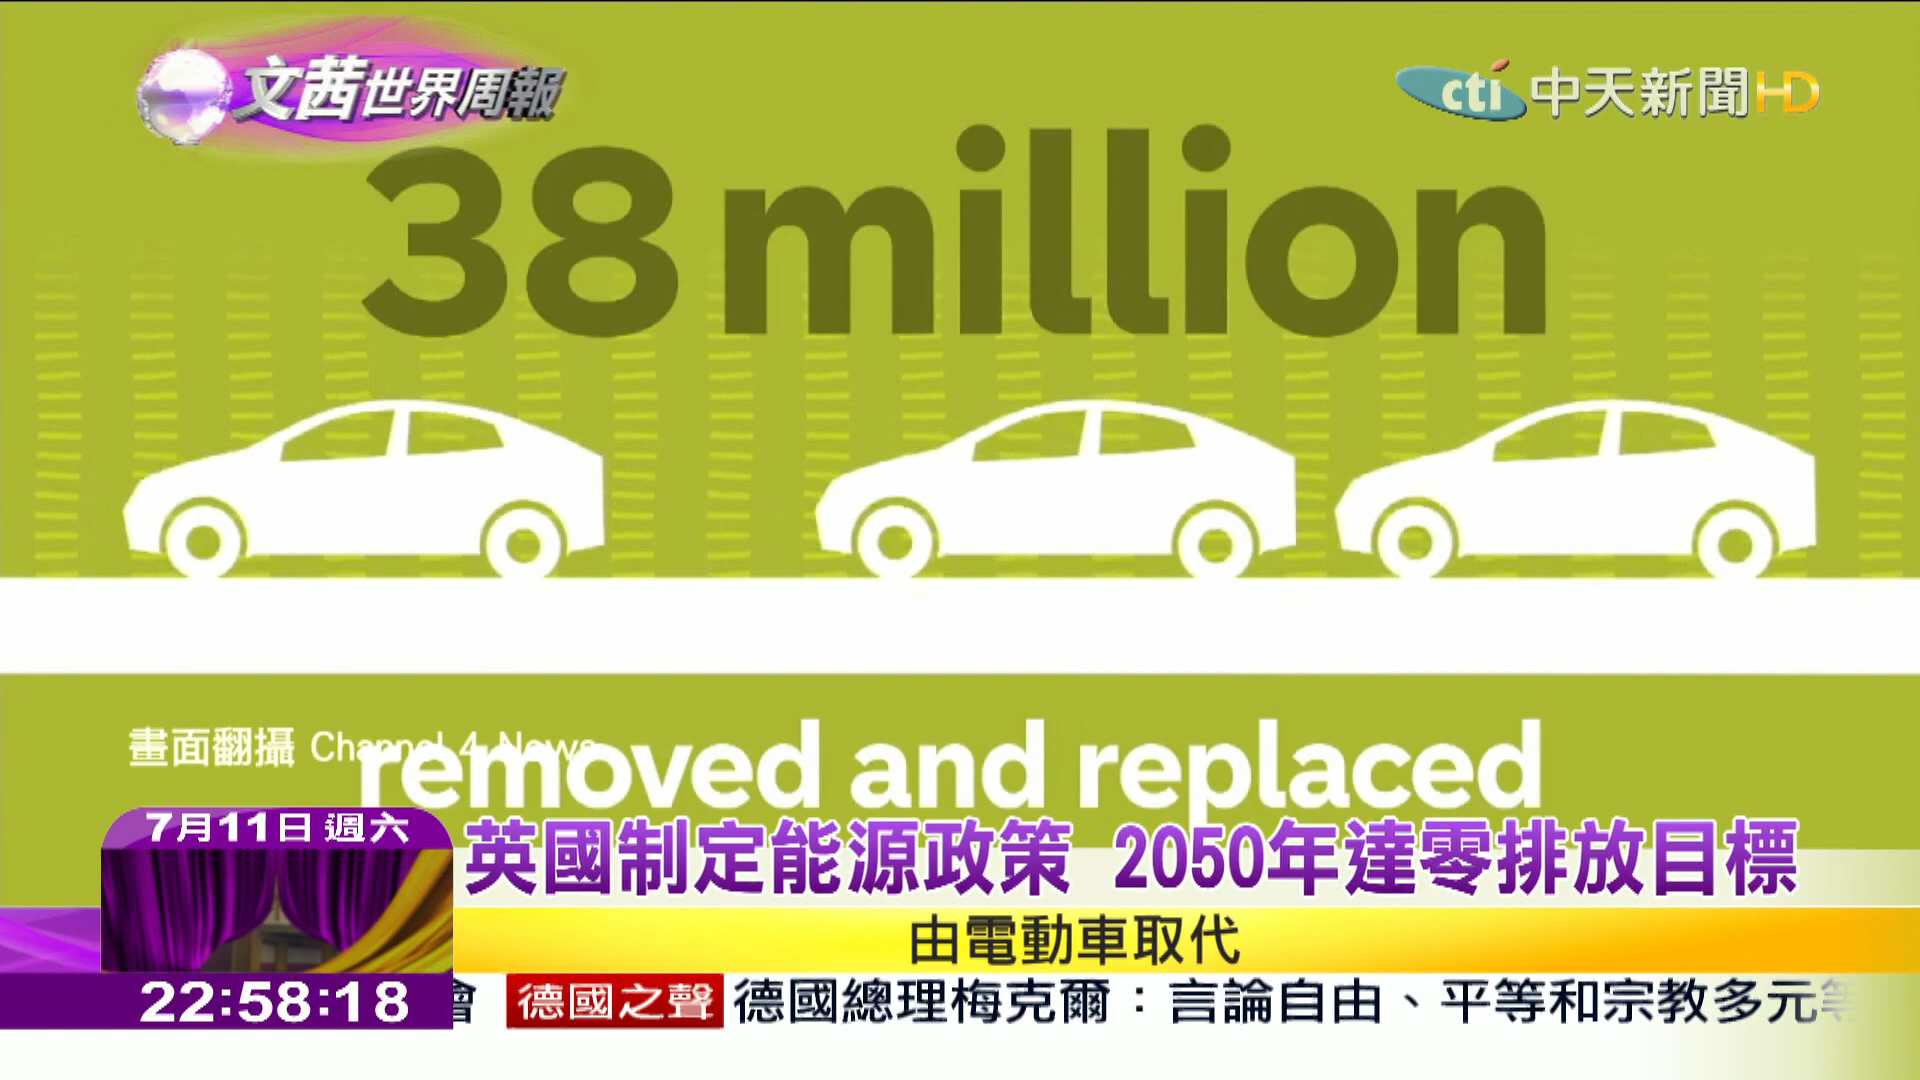 文茜世界周報
cti 中天新聞HD
38 million
畫面翻攝 Channel 4 News
removed and replaced
7月11日 週六
英國制定能源政策 2050年達零排放目標
由電動車取代
22:58:18
會 德國之聲 德國總理梅克爾：言論自由、平等和宗教多元等